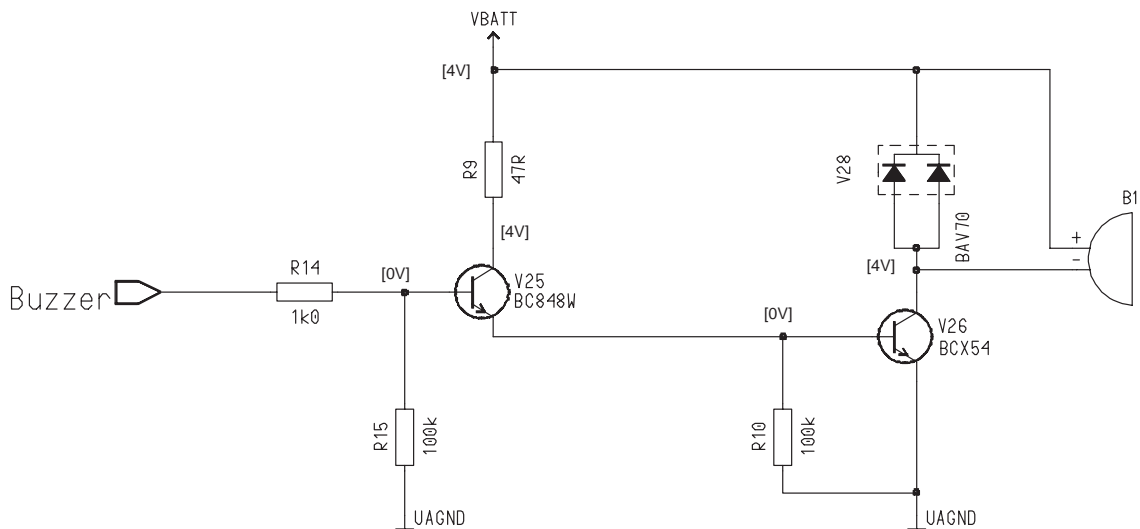 VBATT
[4V]
R9
47R
V28
B1
[4V]
BAV70
+
-
R14
[0V]
V25
BC848W
[4V]
Buzzer
1k0
[0V]
V26
BCX54
R15
100k
R10
100k
UAGND
UAGND